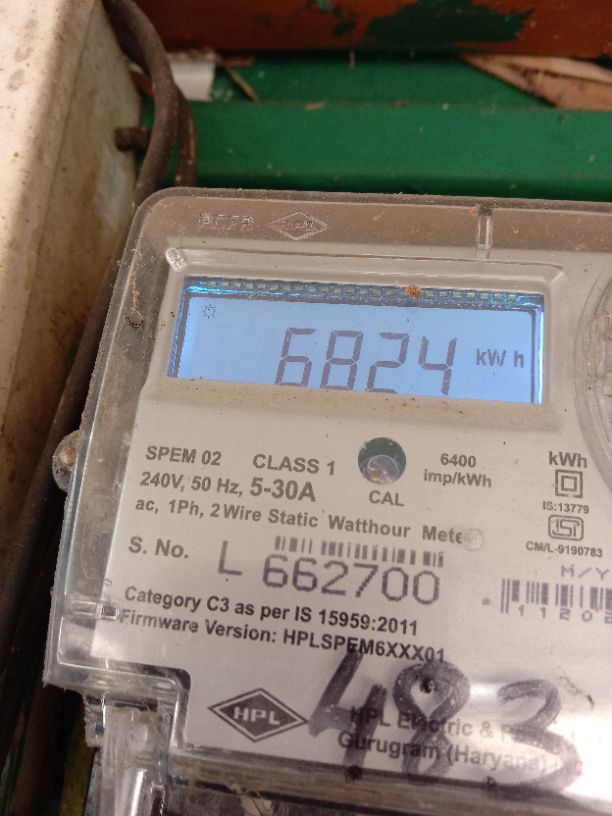 6824 kW h
SPEM 02 CLASS 1 6400 imp/kWh kWh
240V, 50 Hz, 5-30A CAL
IS:13779
ac, 1Ph, 2 Wire Static Watthour
CM/L-9190783
S. No. L 662700 M/Y
Category C3 as per IS 15959:2011
Firmware Version: HPLSPEM6XXX01
483
HPL HPL Electric &
Gurugram (Haryana)